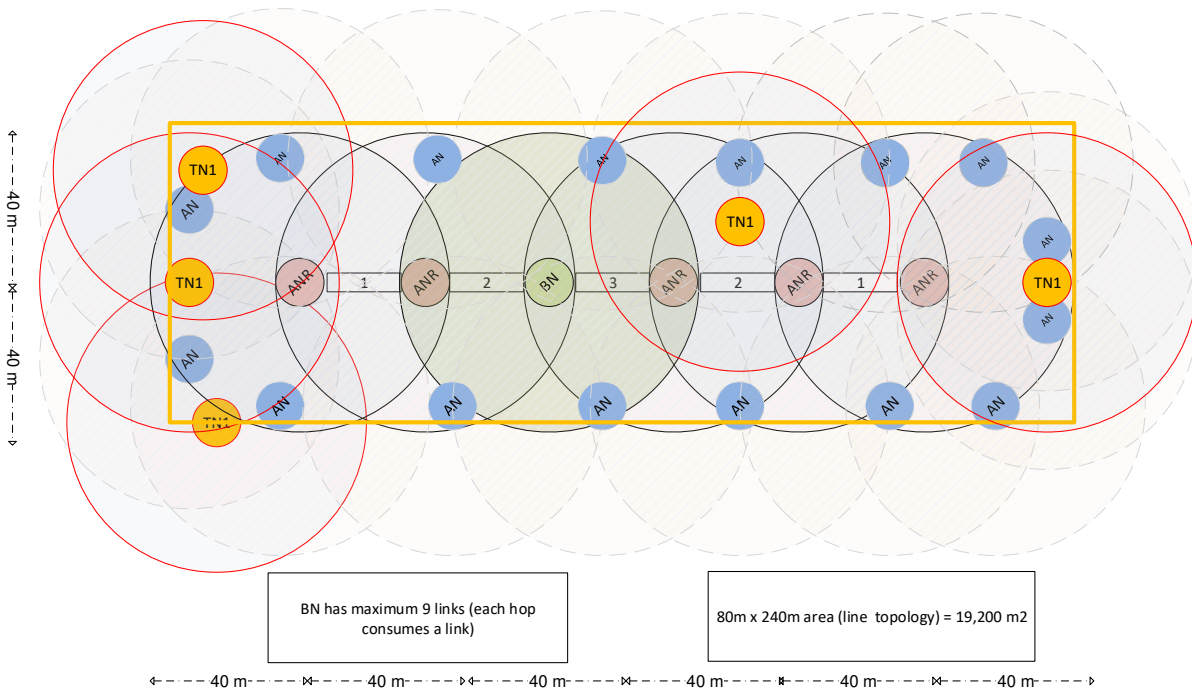 TN1
AN
AN
AN
AN
AN
AN
AN
TN1
AN
TN1
ANR
1
ANR
2
BN
3
ANR
2
ANR
1
ANR
TN1
AN
AN
TN1
AN
AN
AN
AN
AN
AN
40 m
40 m
BN has maximum 9 links (each hop
consumes a link)
80m x 240m area (line topology) = 19,200 m2
40 m
40 m
40 m
40 m
40 m
40 m
TN1